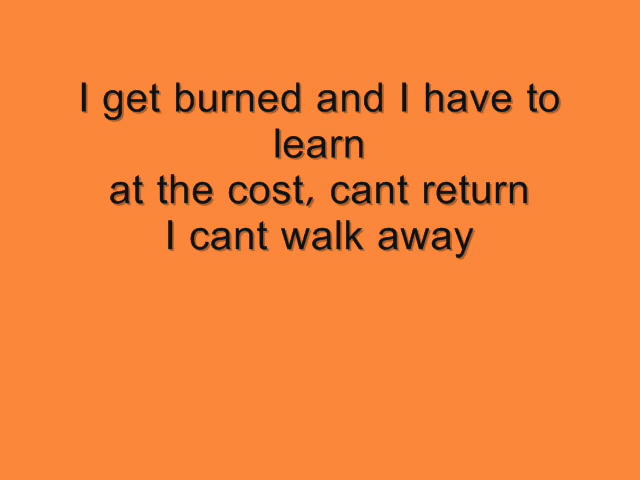 I get burned and I have to
learn
at the cost, cant return
I cant walk away